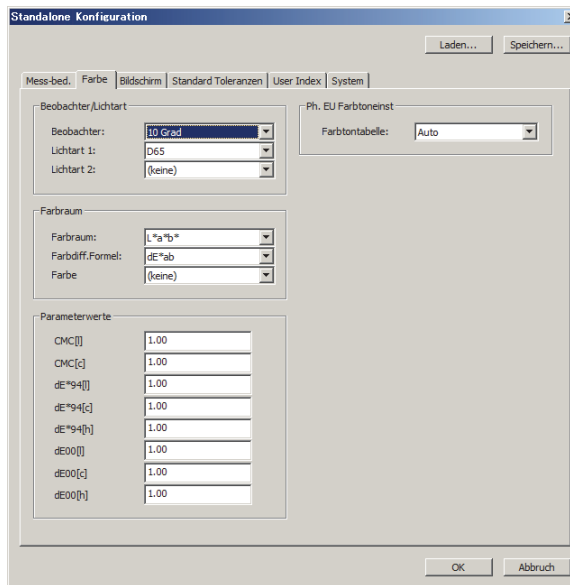 Standalone Konfiguration
Laden... Speichern...
Mess-bed. Farbe Bildschirm Standard Toleranzen User Index System
Beobachter/Lichtart
Beobachter: 10 Grad
Lichtart 1: D65
Lichtart 2: (keine)
Ph. EU Farbtoneinst
Farbtontabelle: Auto
Farbraum
Farbraum: L*a*b*
Farbdiff.Formel: dE*ab
Farbe (keine)
Parameterwerte
CMC[l] 1.00
CMC[c] 1.00
dE*94[l] 1.00
dE*94[c] 1.00
dE*94[h] 1.00
dE00[l] 1.00
dE00[c] 1.00
dE00[h] 1.00
OK Abbruch